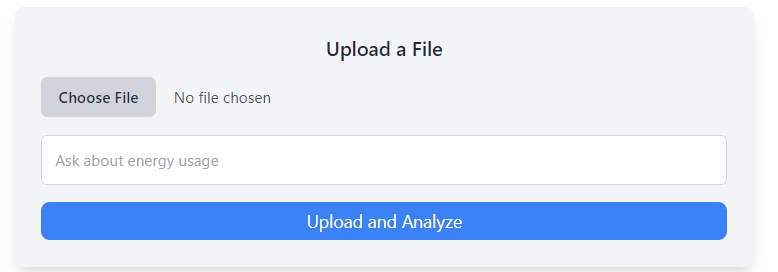 Upload a File
Choose File No file chosen
Ask about energy usage
Upload and Analyze